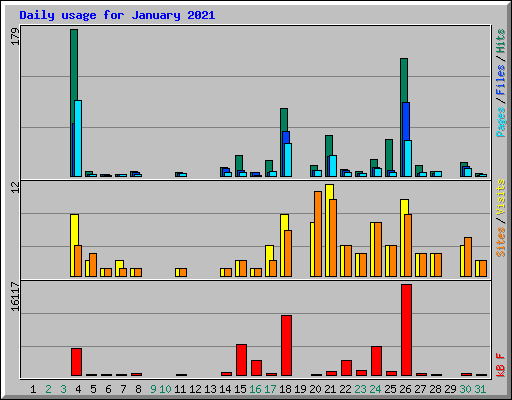 Daily usage for January 2021
179
Pages / Files / Hits
12
Sites / Visits
16117
kB F
1 2 3 4 5 6 7 8 9 10 11 12 13 14 15 16 17 18 19 20 21 22 23 24 25 26 27 28 29 30 31